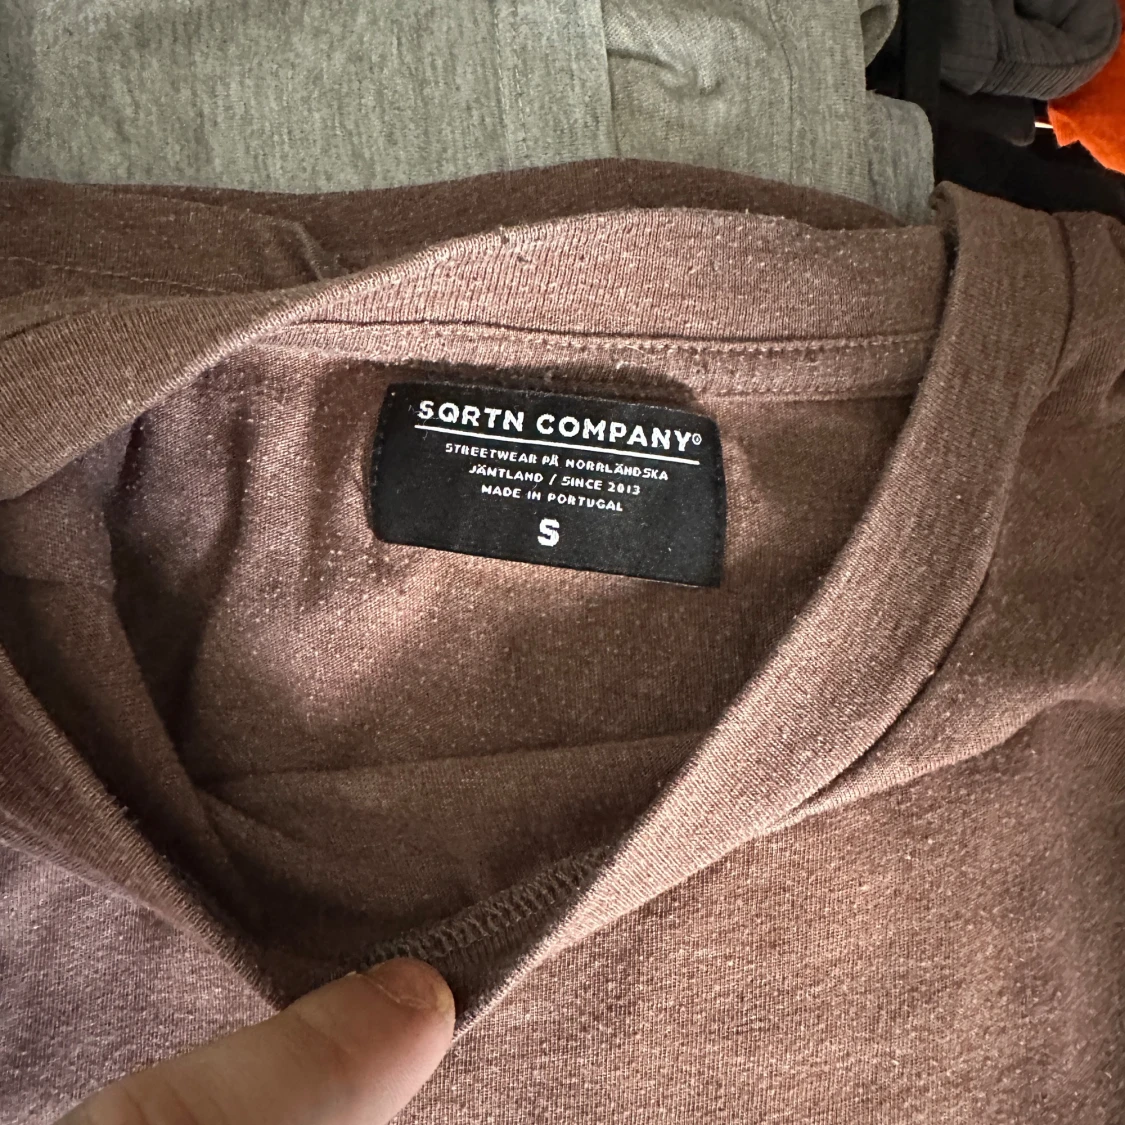 SQRTN COMPANY®
STREETWEAR PÅ NORRLÄNDSKA
JÄNTLAND / SINCE 2013
MADE IN PORTUGAL
S